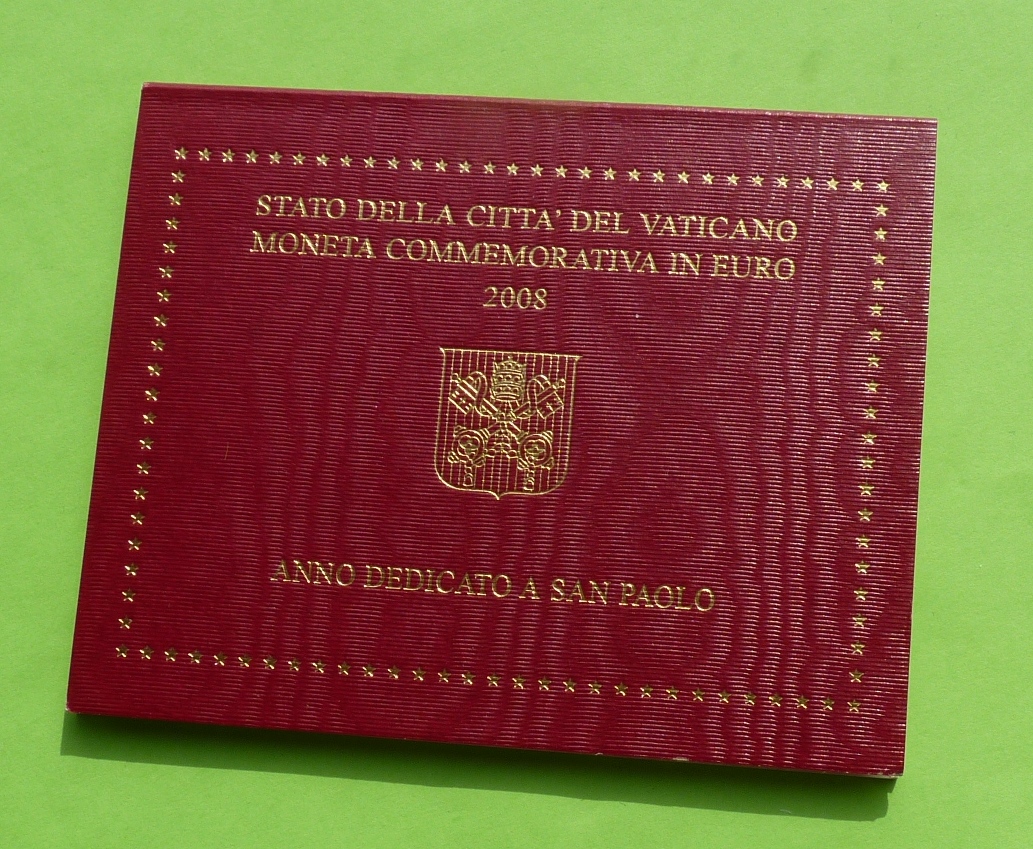 STATO DELLA CITTA' DEL VATICANO
MONETA COMMEMORATIVA IN EURO
2008
ANNO DEDICATO A SAN PAOLO